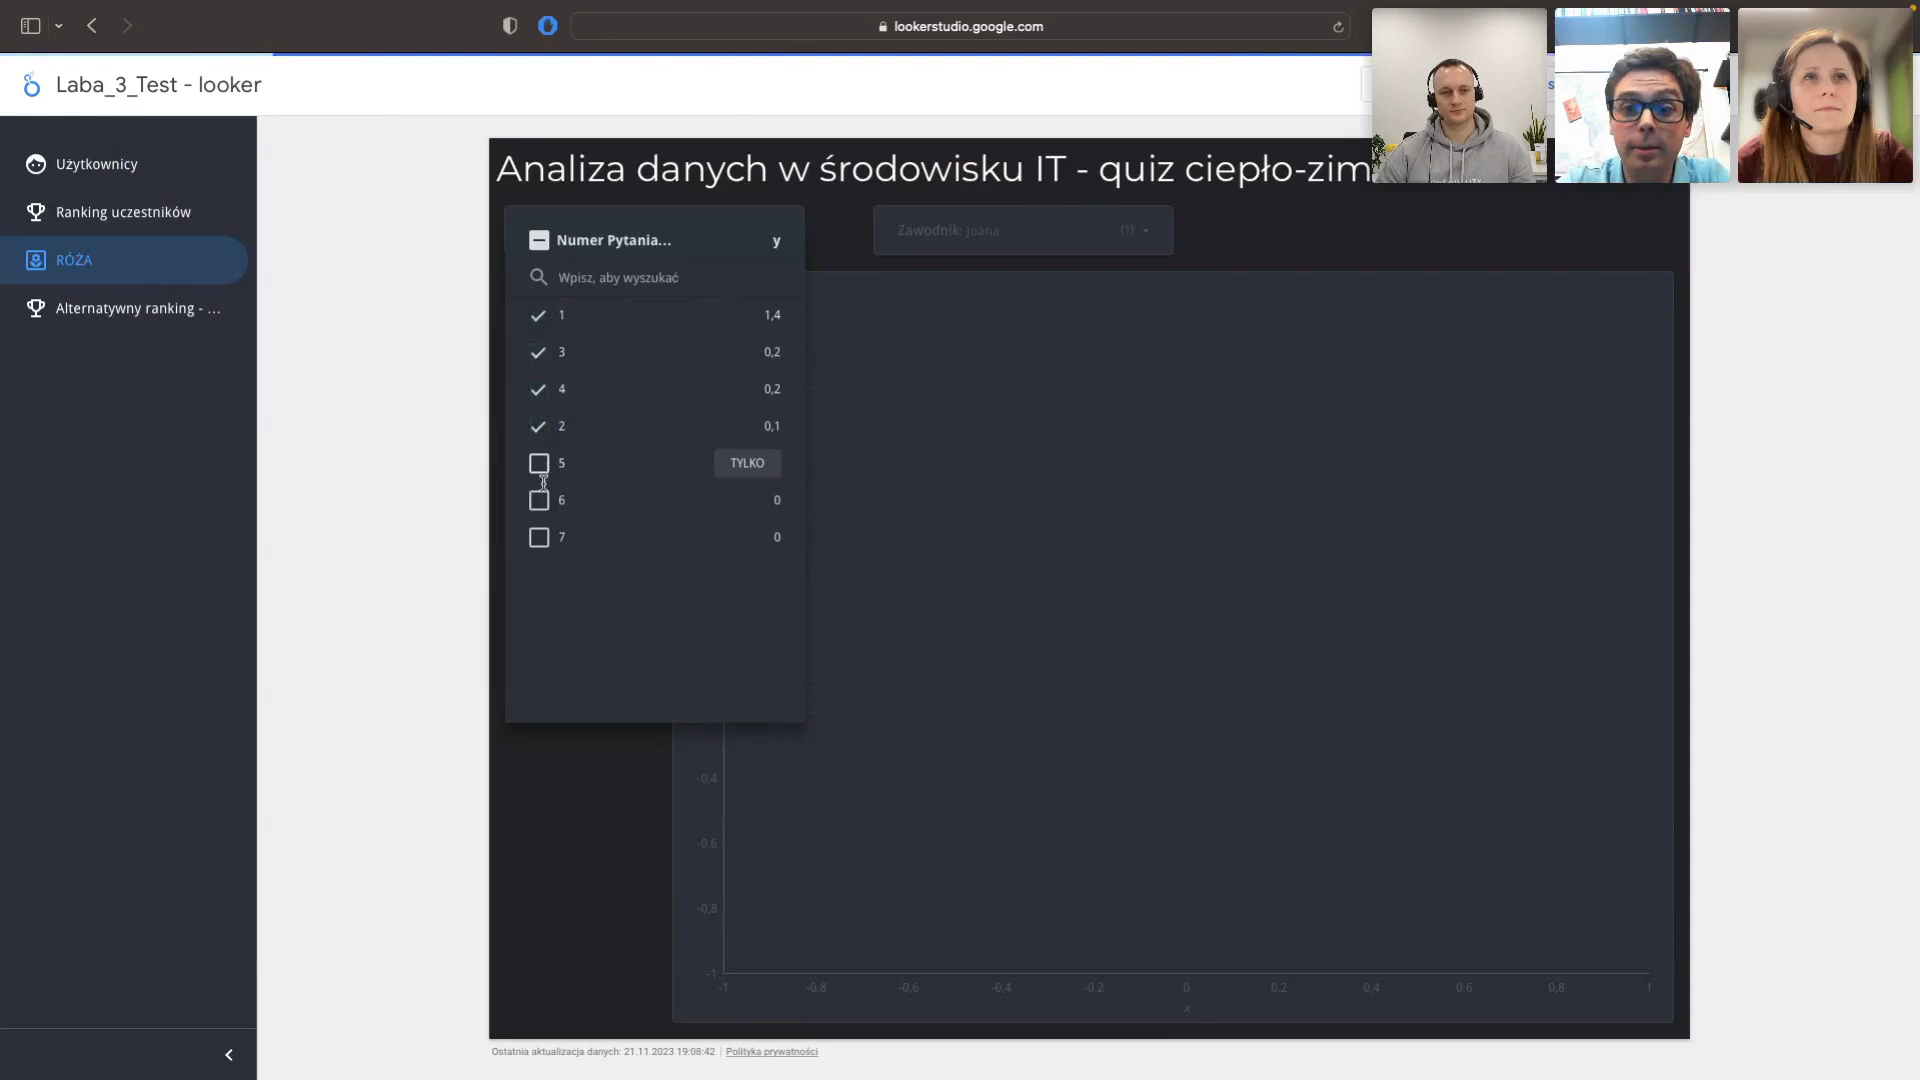 lookerstudio.google.com
Laba_3_Test - looker
Użytkownicy
Ranking uczestników
RÓŻA
Alternatywny ranking - ...
Analiza danych w środowisku IT - quiz ciepło-zim
Numer Pytania... y
Zawodnik: Joana (1)
Wpisz, aby wyszukać
1 1,4
3 0,2
4 0,2
2 0,1
5 TYLKO
6 0
7 0
-0,4
-0,6
-0,8
-1
-1 -0,8 -0,6 -0,4 -0,2 0 0,2 0,4 0,6 0,8 1
x
Ostatnia aktualizacja danych: 21.11.2023 19:08:42 | Polityka prywatności